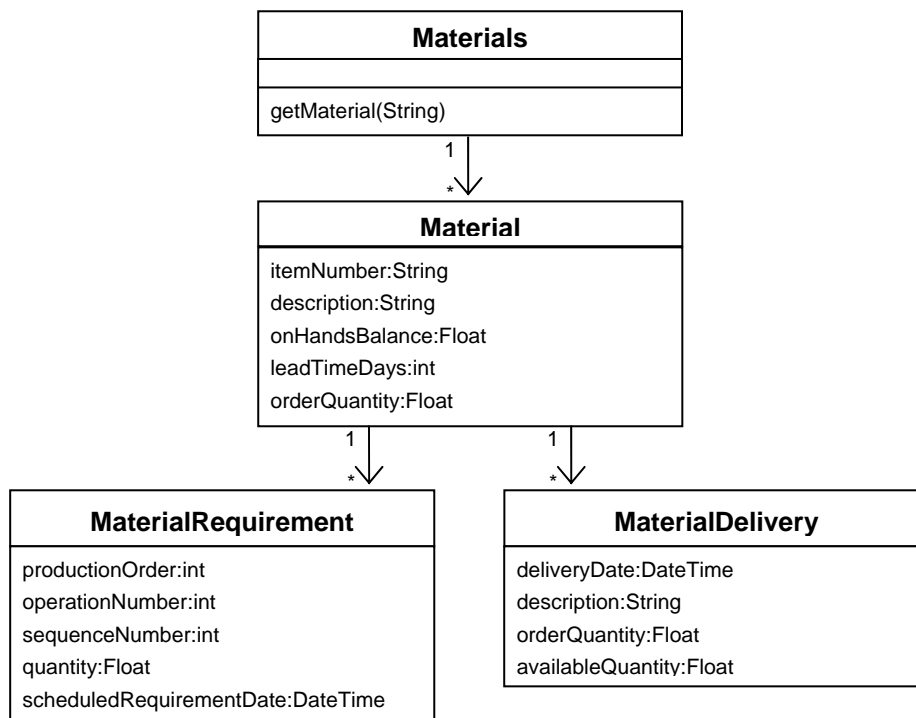 Materials
getMaterial(String)
1
*
Material
itemNumber:String
description:String
onHandsBalance:Float
leadTimeDays:int
orderQuantity:Float
1
*
1
*
MaterialRequirement
productionOrder:int
operationNumber:int
sequenceNumber:int
quantity:Float
scheduledRequirementDate:DateTime
MaterialDelivery
deliveryDate:DateTime
description:String
orderQuantity:Float
availableQuantity:Float